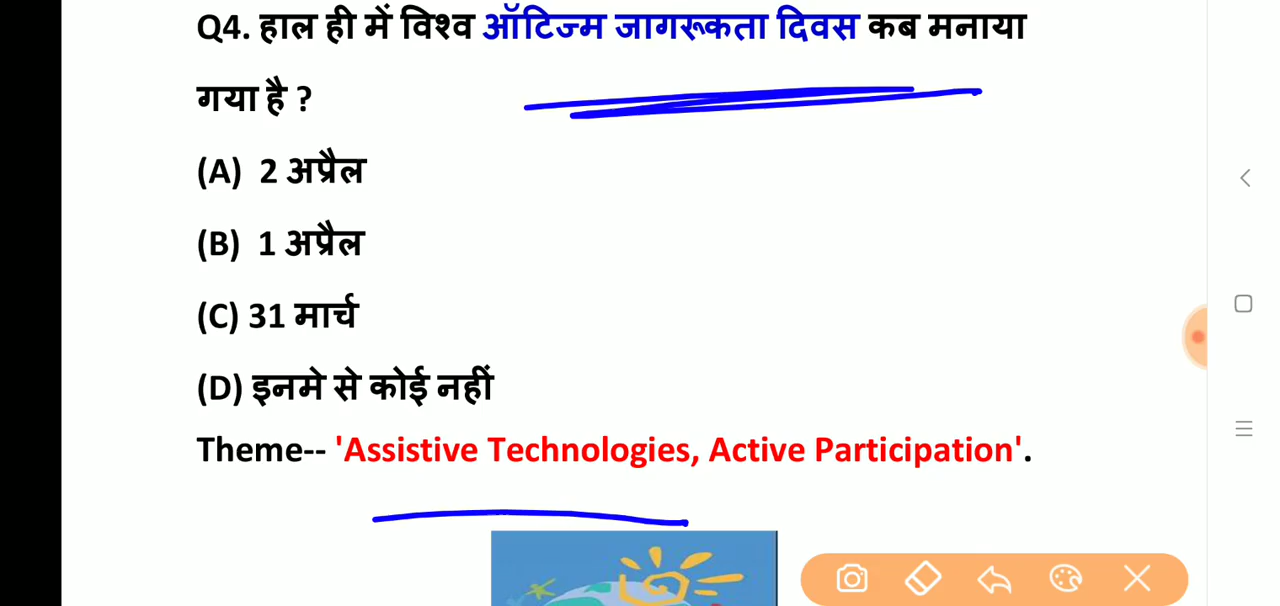 Q4. हाल ही में विश्व ऑटिज्म जागरूकता दिवस कब मनाया
गया है ?
(A) 2 अप्रैल
(B) 1 अप्रैल
(C) 31 मार्च
(D) इनमे से कोई नहीं
Theme-- 'Assistive Technologies, Active Participation'.